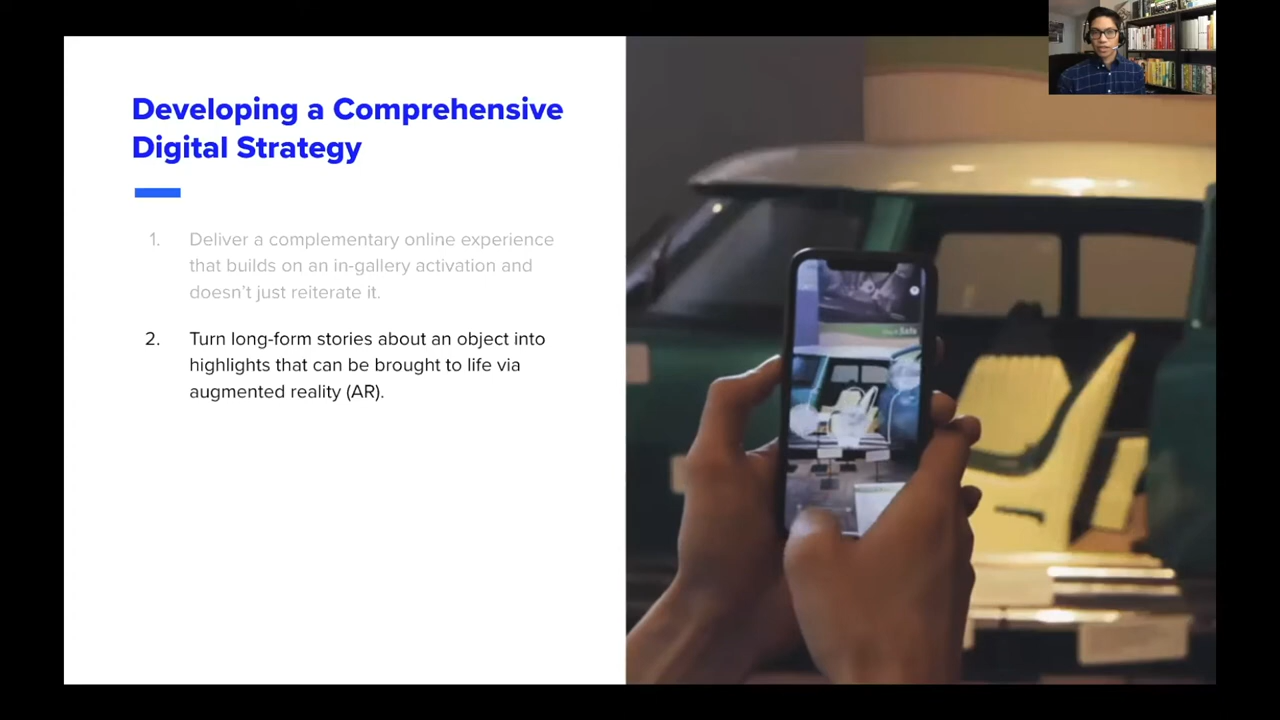 Developing a Comprehensive
Digital Strategy
1. Deliver a complementary online experience
that builds on an in-gallery activation and
doesn't just reiterate it.
2. Turn long-form stories about an object into
highlights that can be brought to life via
augmented reality (AR).